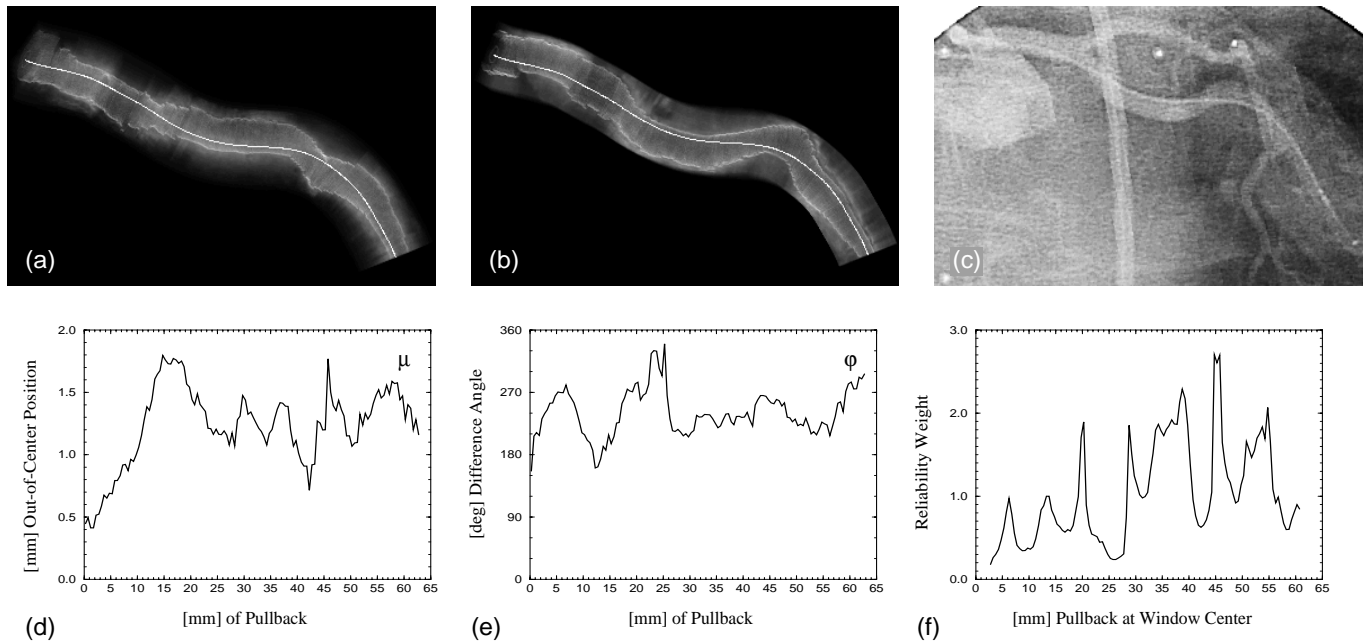 (a)
(b)
(c)
2.0
1.5
1.0
0.5
0.0
[mm] Out-of-Center Position
μ
0 5 10 15 20 25 30 35 40 45 50 55 60 65
[mm] of Pullback
(d)
360
270
180
90
0
[deg] Difference Angle
φ
0 5 10 15 20 25 30 35 40 45 50 55 60 65
[mm] of Pullback
(e)
3.0
2.0
1.0
0.0
Reliability Weight
0 5 10 15 20 25 30 35 40 45 50 55 60 65
[mm] Pullback at Window Center
(f)